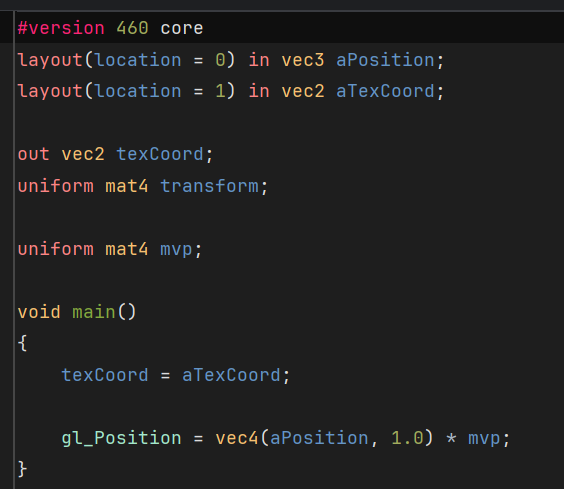 #version 460 core
layout(location = 0) in vec3 aPosition;
layout(location = 1) in vec2 aTexCoord;
out vec2 texCoord;
uniform mat4 transform;
uniform mat4 mvp;
void main()
{
texCoord = aTexCoord;
gl_Position = vec4(aPosition, 1.0) * mvp;
}